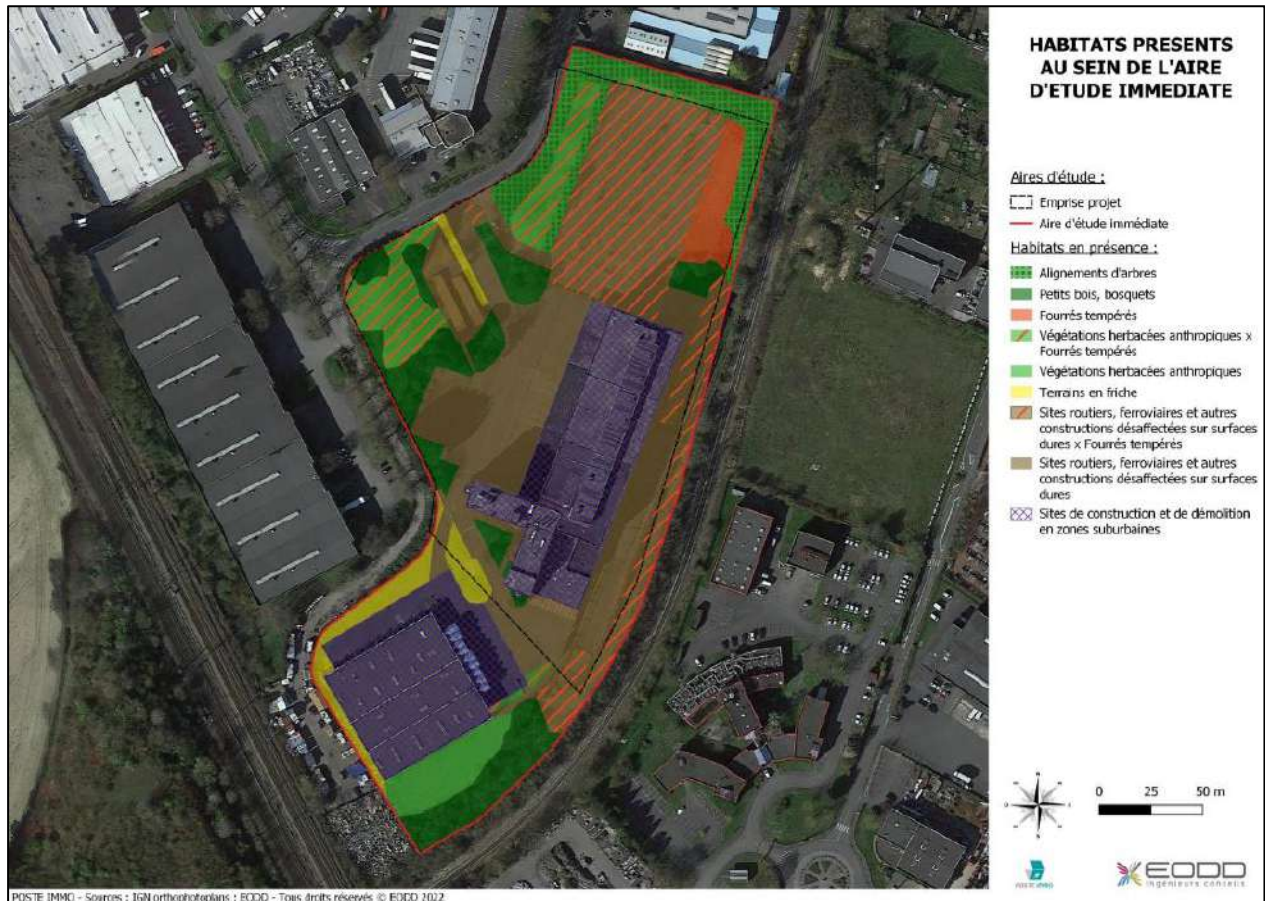 HABITATS PRESENTS
AU SEIN DE L'AIRE
D'ETUDE IMMEDIATE
Aires d'étude :
Emprise projet
Aire d'étude immédiate
Habitats en présence :
Alignements d'arbres
Petits bois, bosquets
Fourrés tempérés
Végétations herbacées anthropiques x
Fourrés tempérés
Végétations herbacées anthropiques
Terrains en friche
Sites routiers, ferroviaires et autres
constructions désaffectées sur surfaces
dures x Fourrés tempérés
Sites routiers, ferroviaires et autres
constructions désaffectées sur surfaces
dures
Sites de construction et de démolition
en zones suburbaines
N
S
0 25 50 m
POSTE IMMO
EODD
ingénieurs conseils
POSTE IMMO - Sources : IGN orthophotoplans ; EODD - Tous droits réservés © EODD 2022